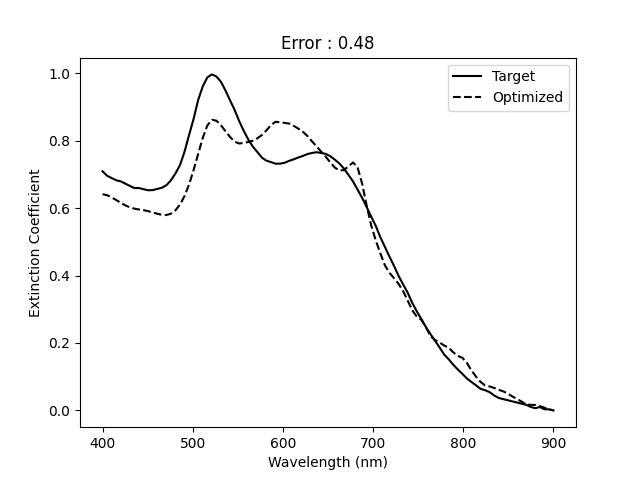 Error : 0.48
Target
Optimized
1.0
0.8
0.6
0.4
0.2
0.0
Extinction Coefficient
400 500 600 700 800 900
Wavelength (nm)